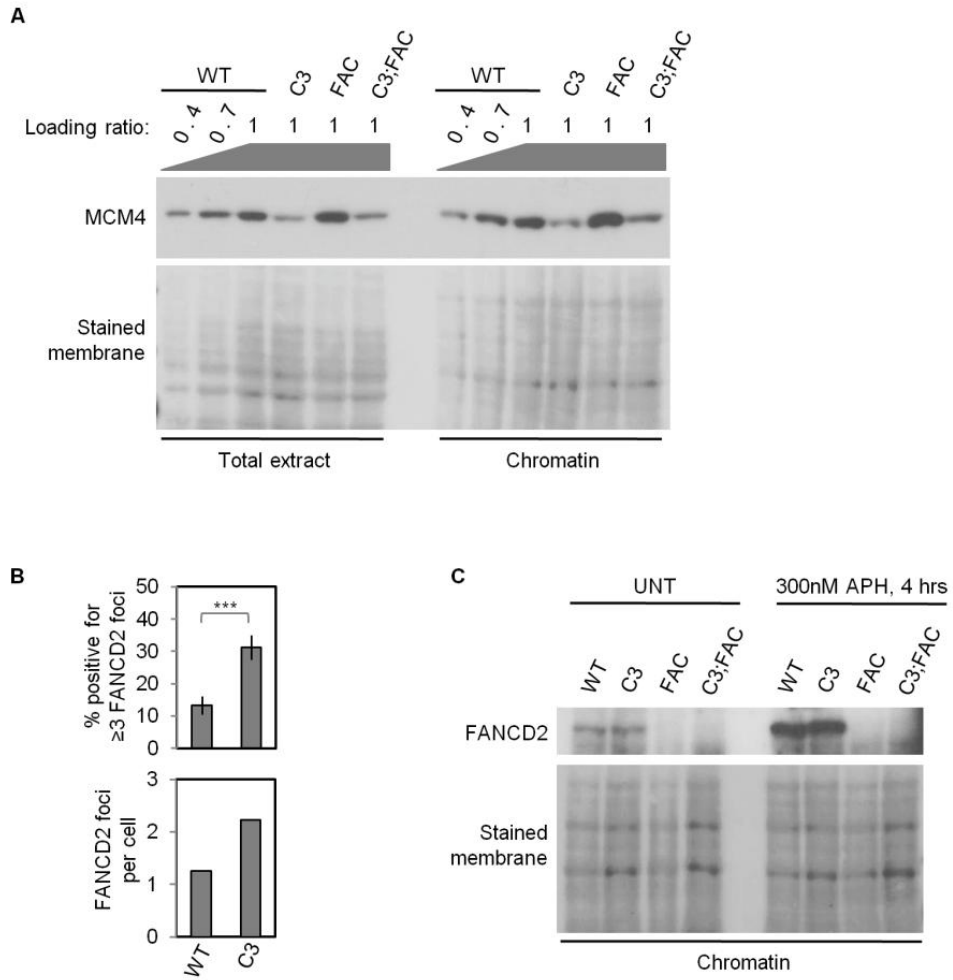 A
WT C3 FAC C3;FAC WT C3 FAC C3;FAC
Loading ratio: 0.4 0.7 1 1 1 1 0.4 0.7 1 1 1 1
MCM4
Stained
membrane
Total extract Chromatin
B
% positive for
≥3 FANCD2 foci
50
40
30
20
10
0
***
FANCD2 foci
per cell
3
2
1
0
WT C3
C
UNT 300nM APH, 4 hrs
WT C3 FAC C3;FAC WT C3 FAC C3;FAC
FANCD2
Stained
membrane
Chromatin